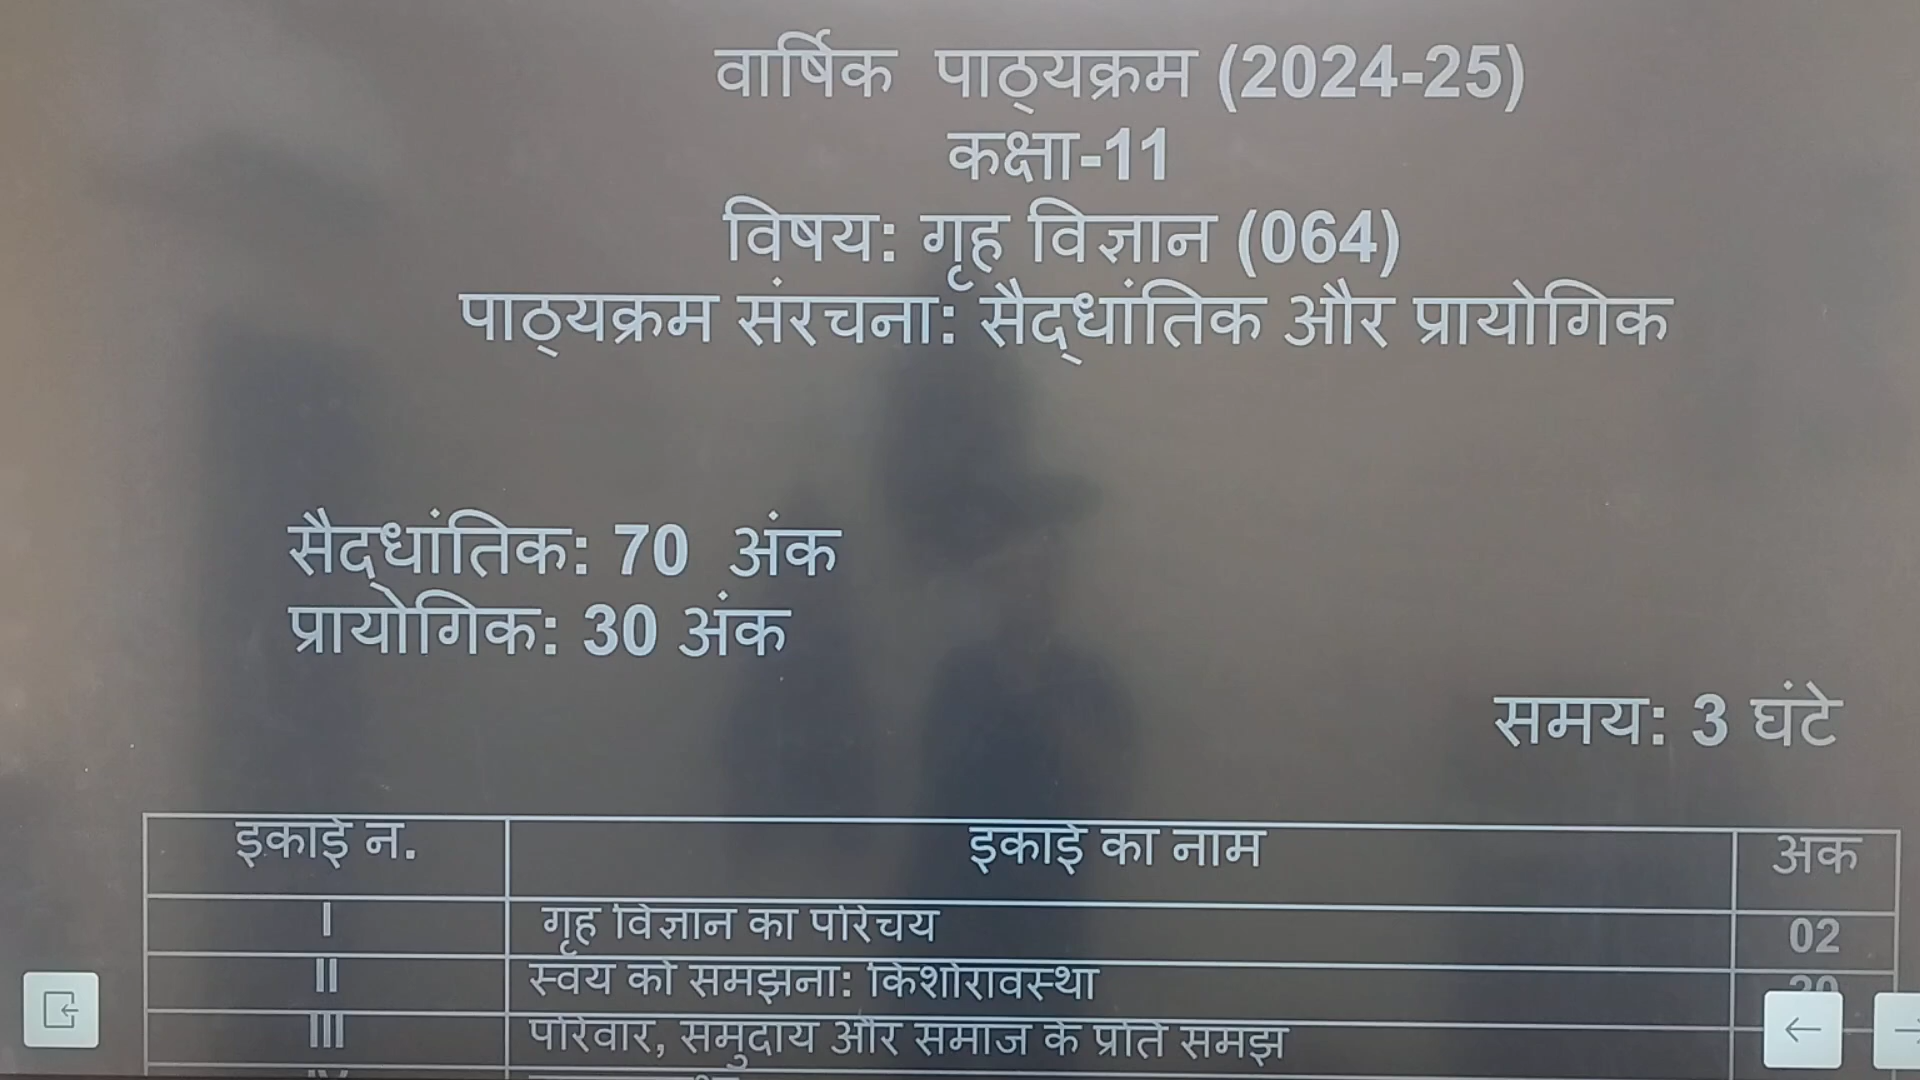 वार्षिक पाठ्यक्रम (2024-25)
कक्षा-11
विषय: गृह विज्ञान (064)
पाठ्यक्रम संरचना: सैद्धांतिक और प्रायोगिक
सैद्धांतिक: 70 अंक
प्रायोगिक: 30 अंक
समय: 3 घंटे
इकाई न. इकाई का नाम अंक
I गृह विज्ञान का परिचय 02
II स्वयं को समझना: किशोरावस्था 20
III परिवार, समुदाय और समाज के प्रति समझ